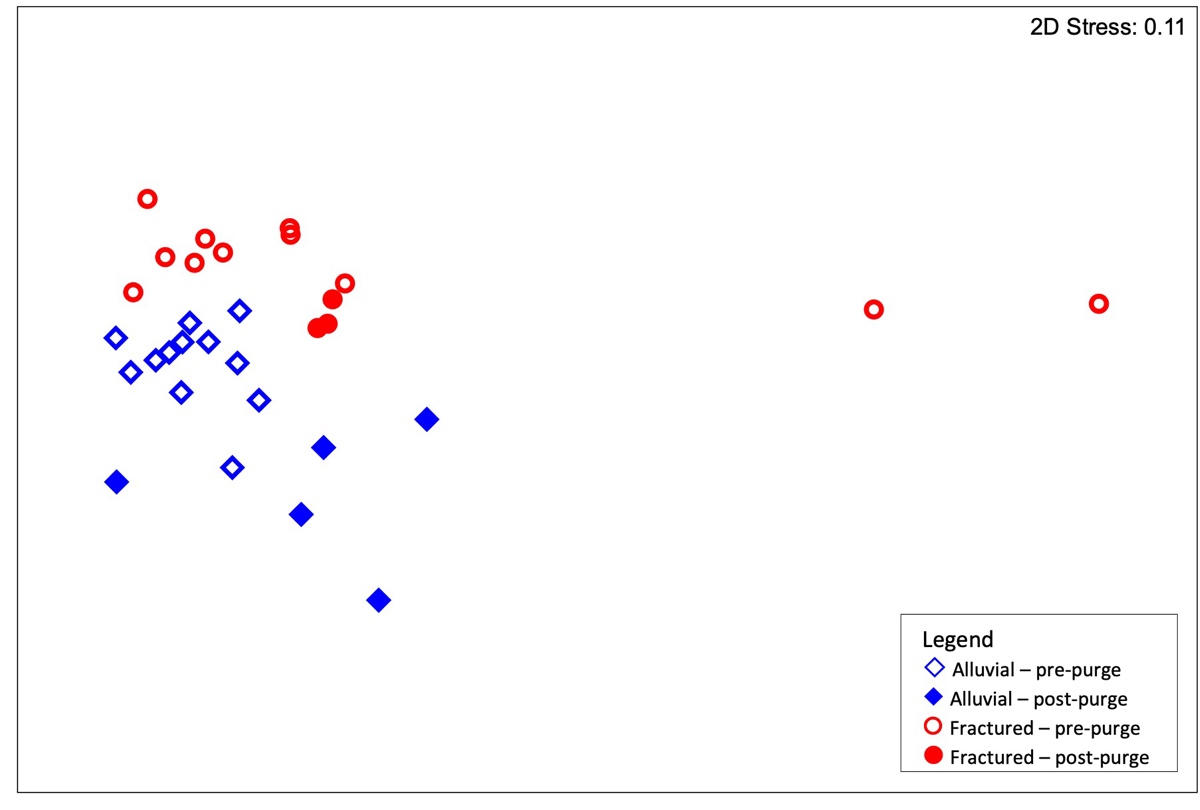 2D Stress: 0.11
Legend
Alluvial – pre-purge
Alluvial – post-purge
Fractured – pre-purge
Fractured – post-purge